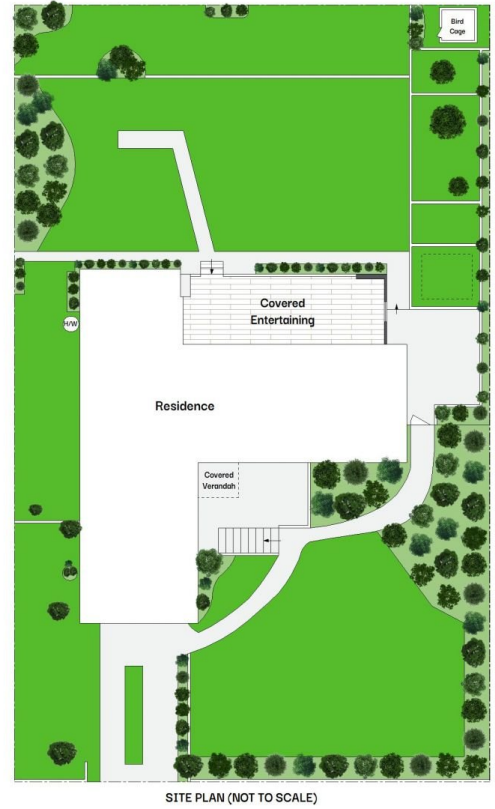 Bird
Cage
Covered
Entertaining
H/W
Residence
Covered
Verandah
SITE PLAN (NOT TO SCALE)